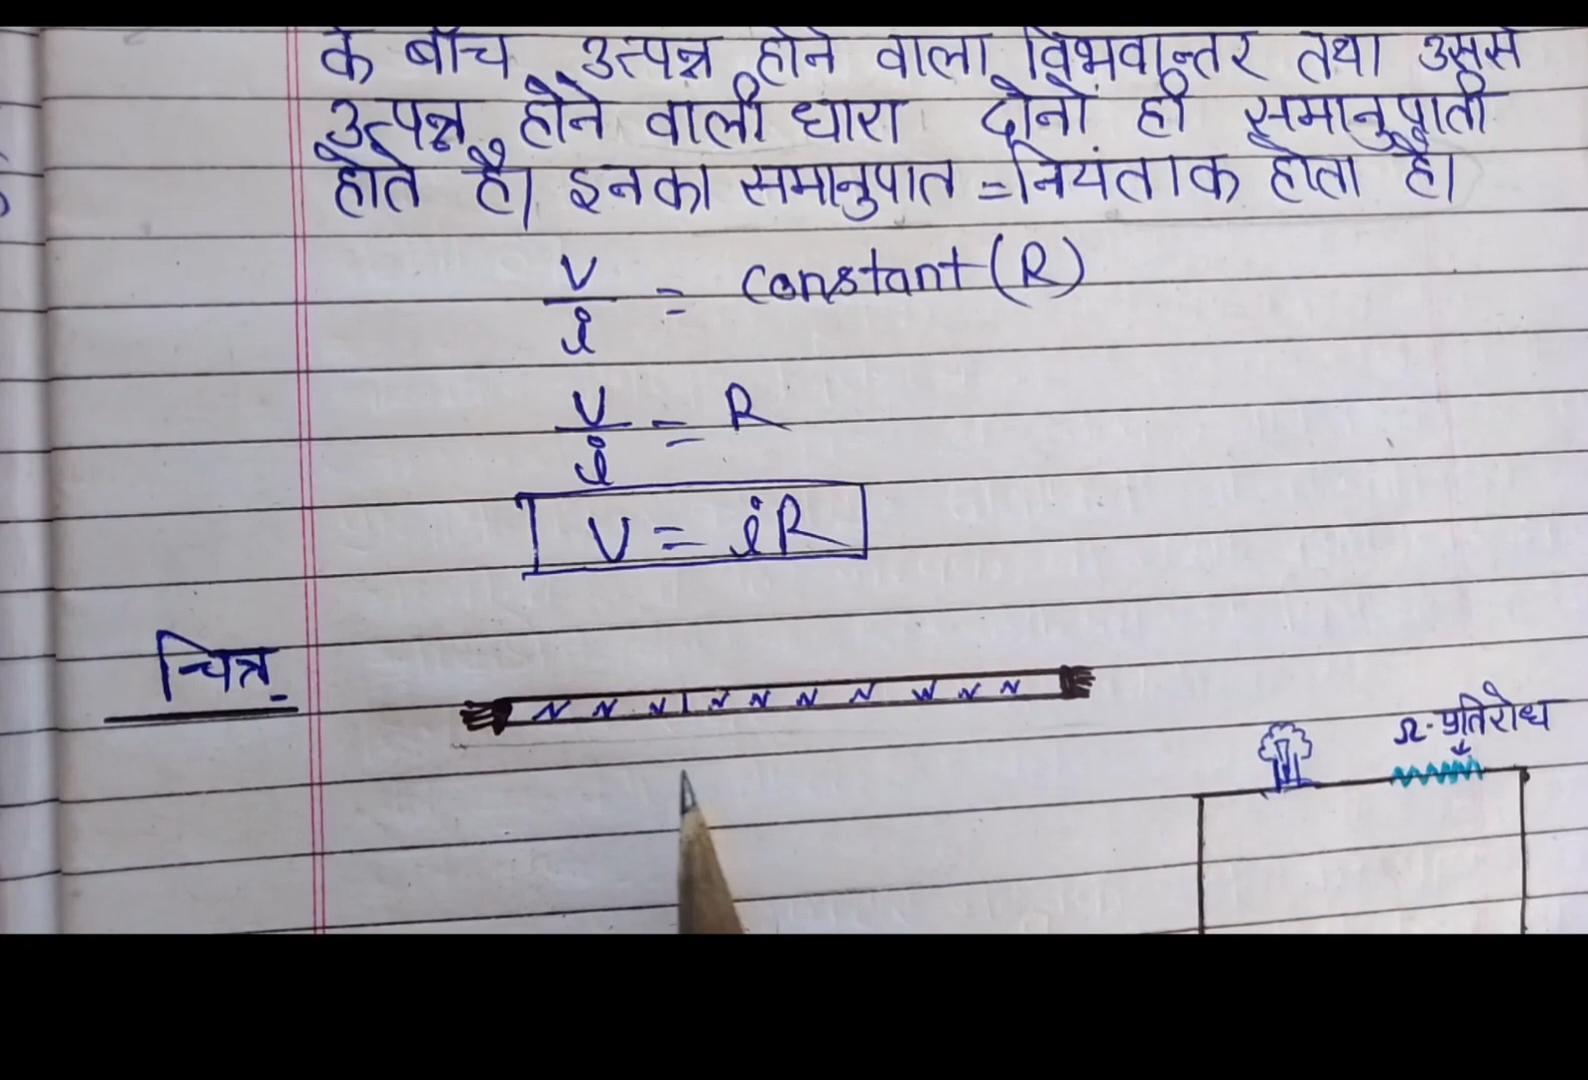 के बीच उत्पन्न होने वाला विभवान्तर तथा उससे
उत्पन्न होने वाली धारा दोनों ही समानुपाती
होते है। इनका समानुपात = नियंताक होता है।
V/i = constant (R)
V/i = R
V = iR
चित्र
N N N N N N N N N N
Ω-प्रतिरोध